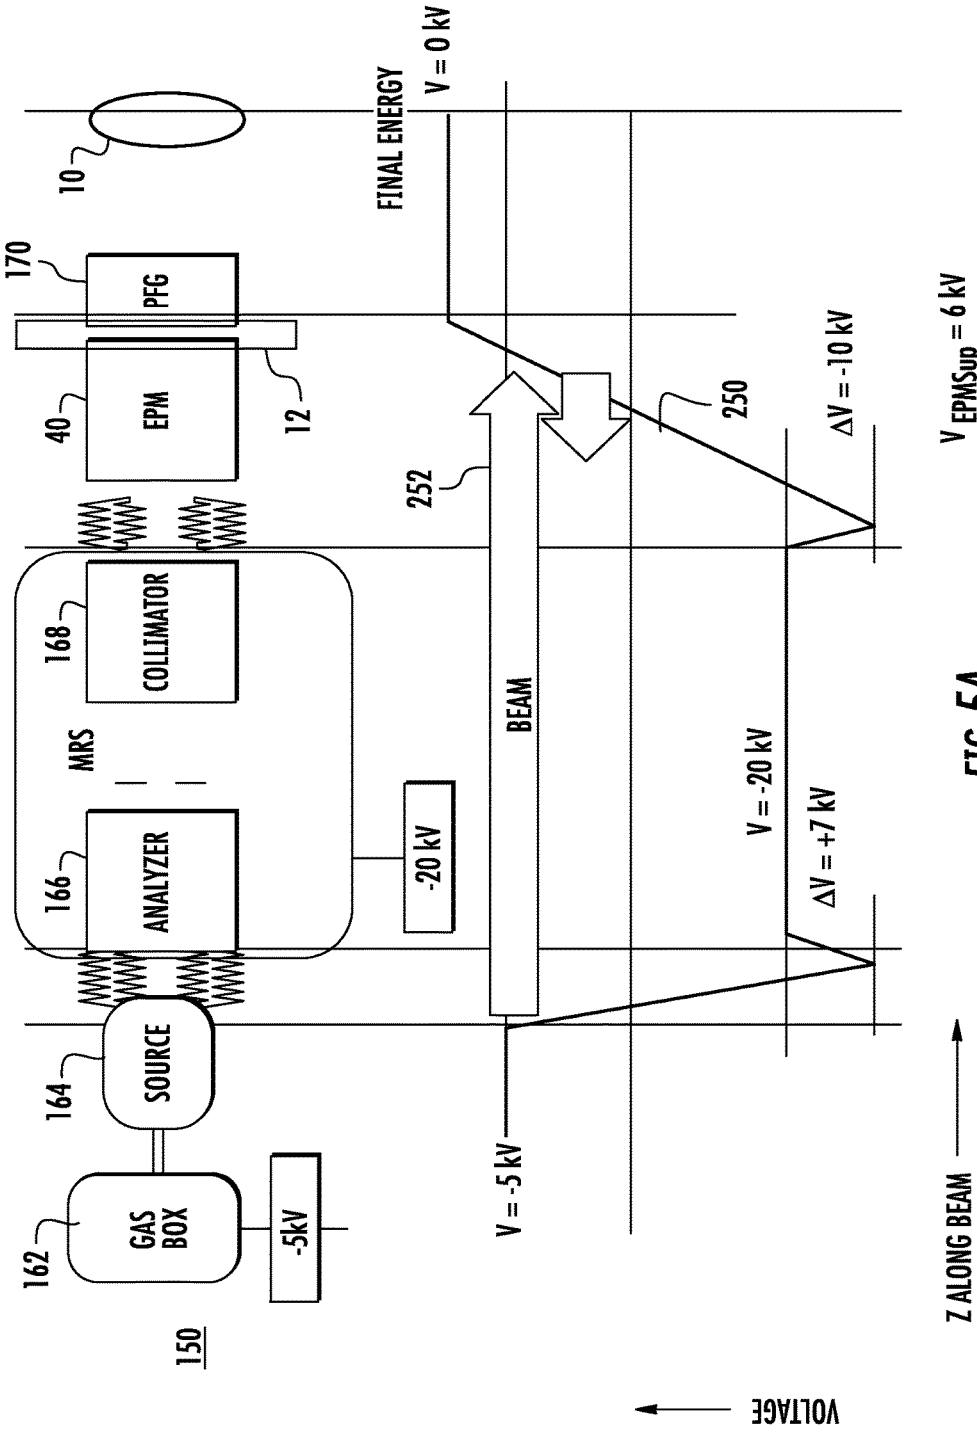 150
162
GAS
BOX
-5kV
164
SOURCE
166
ANALYZER
MRS
168
COLLIMATOR
-20 kV
40
EPM
12
170
PFG
10
FINAL ENERGY
V = 0 kV
252
BEAM
V = -5 kV
250
V = -20 kV
ΔV = +7 kV
ΔV = -10 kV
VOLTAGE
Z ALONG BEAM
V EPMSup = 6 kV
FIG. 5A